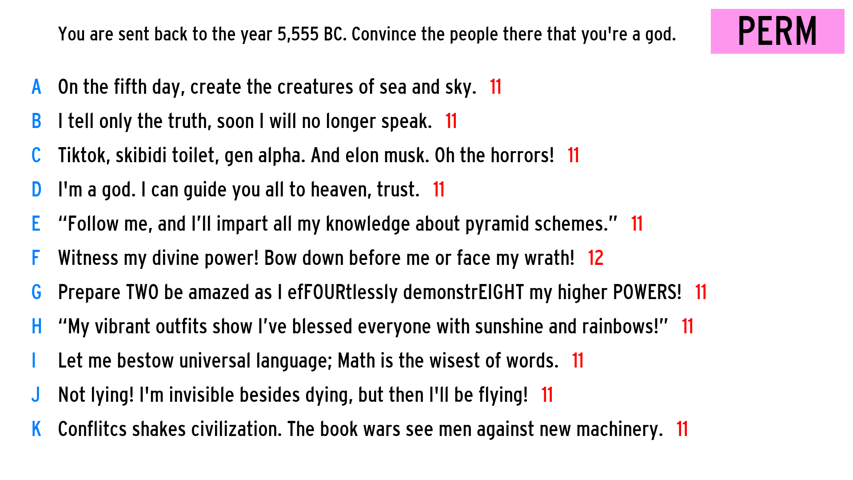 You are sent back to the year 5,555 BC. Convince the people there that you're a god.
PERM
A On the fifth day, create the creatures of sea and sky. 11
B I tell only the truth, soon I will no longer speak. 11
C Tiktok, skibidi toilet, gen alpha. And elon musk. Oh the horrors! 11
D I'm a god. I can guide you all to heaven, trust. 11
E “Follow me, and I’ll impart all my knowledge about pyramid schemes.” 11
F Witness my divine power! Bow down before me or face my wrath! 12
G Prepare TWO be amazed as I efFOURtlessly demonstrEIGHT my higher POWERS! 11
H “My vibrant outfits show I’ve blessed everyone with sunshine and rainbows!” 11
I Let me bestow universal language; Math is the wisest of words. 11
J Not lying! I'm invisible besides dying, but then I'll be flying! 11
K Conflitcs shakes civilization. The book wars see men against new machinery. 11